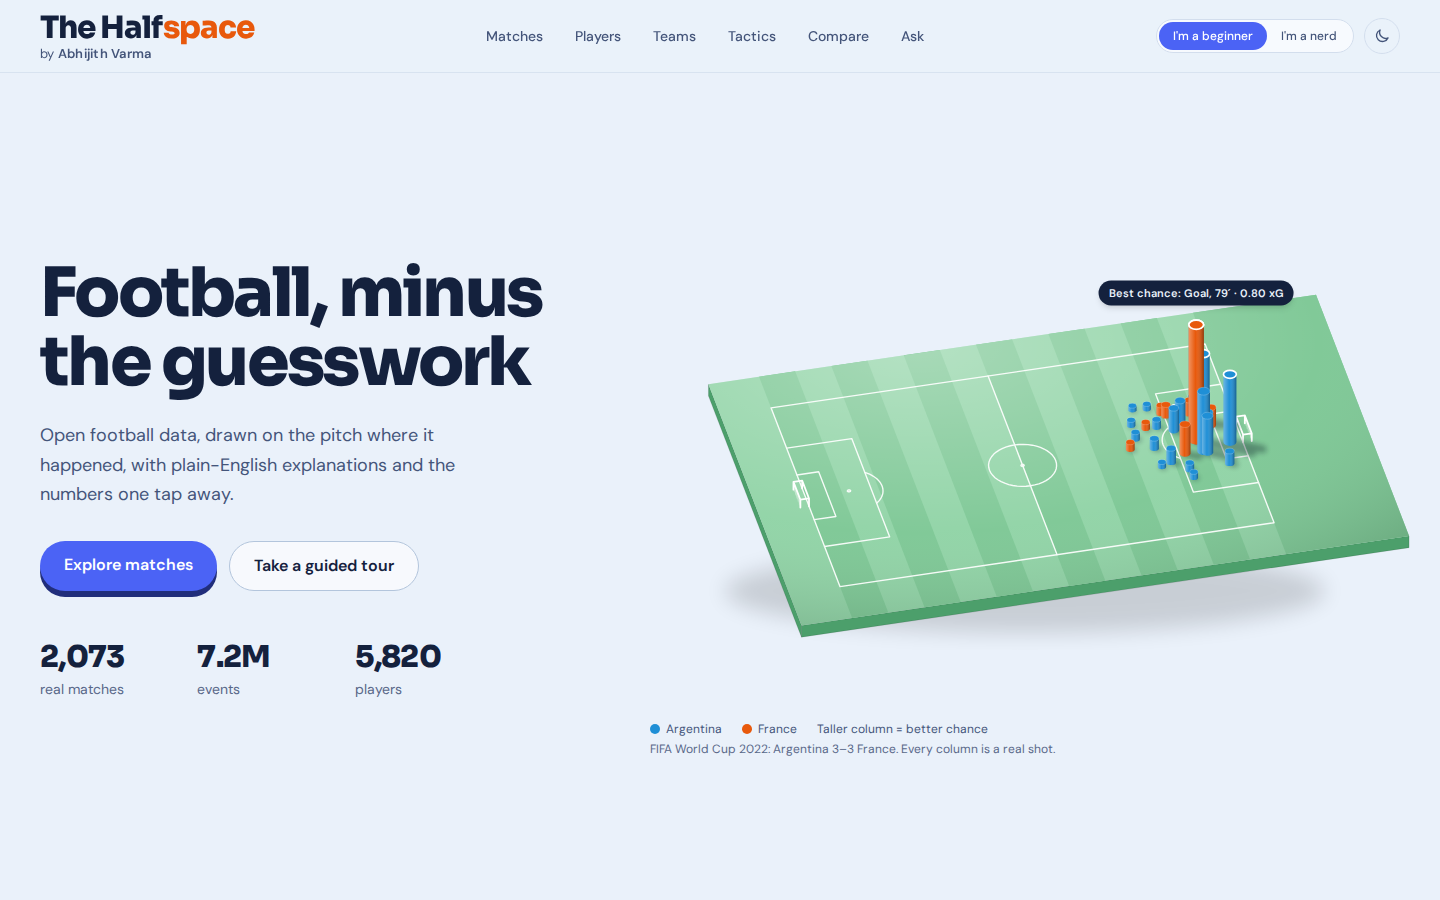 The Halfspace
by Abhijith Varma
Matches Players Teams Tactics Compare Ask
I'm a beginner I'm a nerd
Football, minus
the guesswork
Open football data, drawn on the pitch where it
happened, with plain-English explanations and the
numbers one tap away.
Explore matches Take a guided tour
2,073 7.2M 5,820
real matches events players
Best chance: Goal, 79′ · 0.80 xG
Argentina France Taller column = better chance
FIFA World Cup 2022: Argentina 3–3 France. Every column is a real shot.